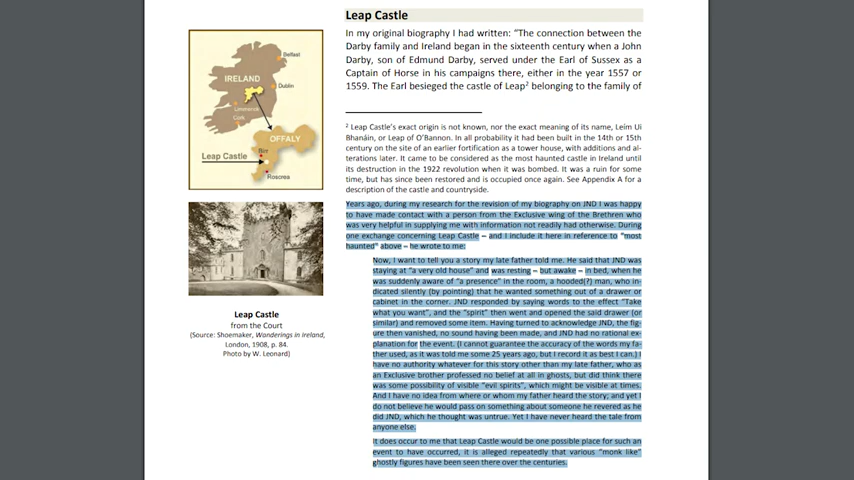 Leap Castle
In my original biography I had written: "The connection between the
Darby family and Ireland began in the sixteenth century when a John
Darby, son of Edmund Darby, served under the Earl of Sussex as a
Captain of Horse in his campaigns there, either in the year 1557 or
1559. The Earl besieged the castle of Leap² belonging to the family of
² Leap Castle's exact origin is not known, nor the exact meaning of its name, Leim Ui
Bhanáin, or Leap of O'Bannon. In all probability it had been built in the 14th or 15th
century on the site of an earlier fortification as a tower house, with additions and al-
terations later. It came to be considered as the most haunted castle in Ireland until
its destruction in the 1922 revolution when it was bombed. It was a ruin for some
time, but has since been restored and is occupied once again. See Appendix A for a
description of the castle and countryside.
Years ago, during my research for the revision of my biography on JND I was happy
to have made contact with a person from the Exclusive wing of the Brethren who
was very helpful in supplying me with information not readily had otherwise. During
one exchange concerning Leap Castle – and I include it here in reference to "most
haunted" above – he wrote to me:
Now, I want to tell you a story my late father told me. He said that JND was
staying at "a very old house" and was resting – but awake – in bed, when he
was suddenly aware of "a presence" in the room, a hooded(?) man, who in-
dicated silently (by pointing) that he wanted something out of a drawer or
cabinet in the corner. JND responded by saying words to the effect "Take
what you want", and the "spirit" then went and opened the said drawer (or
similar) and removed some item. Having turned to acknowledge JND, the fig-
ure then vanished, no sound having been made, and JND had no rational ex-
planation for the event. (I cannot guarantee the accuracy of the words my fa-
ther used, as it was told me some 25 years ago, but I record it as best I can.) I
have no authority whatever for this story other than my late father, who as
an Exclusive brother professed no belief at all in ghosts, but did think there
was some possibility of visible "evil spirits", which might be visible at times.
And I have no idea from where or whom my father heard the story; and yet I
do not believe he would pass on something about someone he revered as he
did JND, which he thought was untrue. Yet I have never heard the tale from
anyone else.
It does occur to me that Leap Castle would be one possible place for such an
event to have occurred, it is alleged repeatedly that various "monk like"
ghostly figures have been seen there over the centuries.
Belfast
IRELAND
Dublin
Limmerick
Cork
OFFALY
Birr
Leap Castle
Roscrea
Leap Castle
from the Court
(Source: Shoemaker, Wanderings in Ireland,
London, 1908, p. 84.
Photo by W. Leonard)